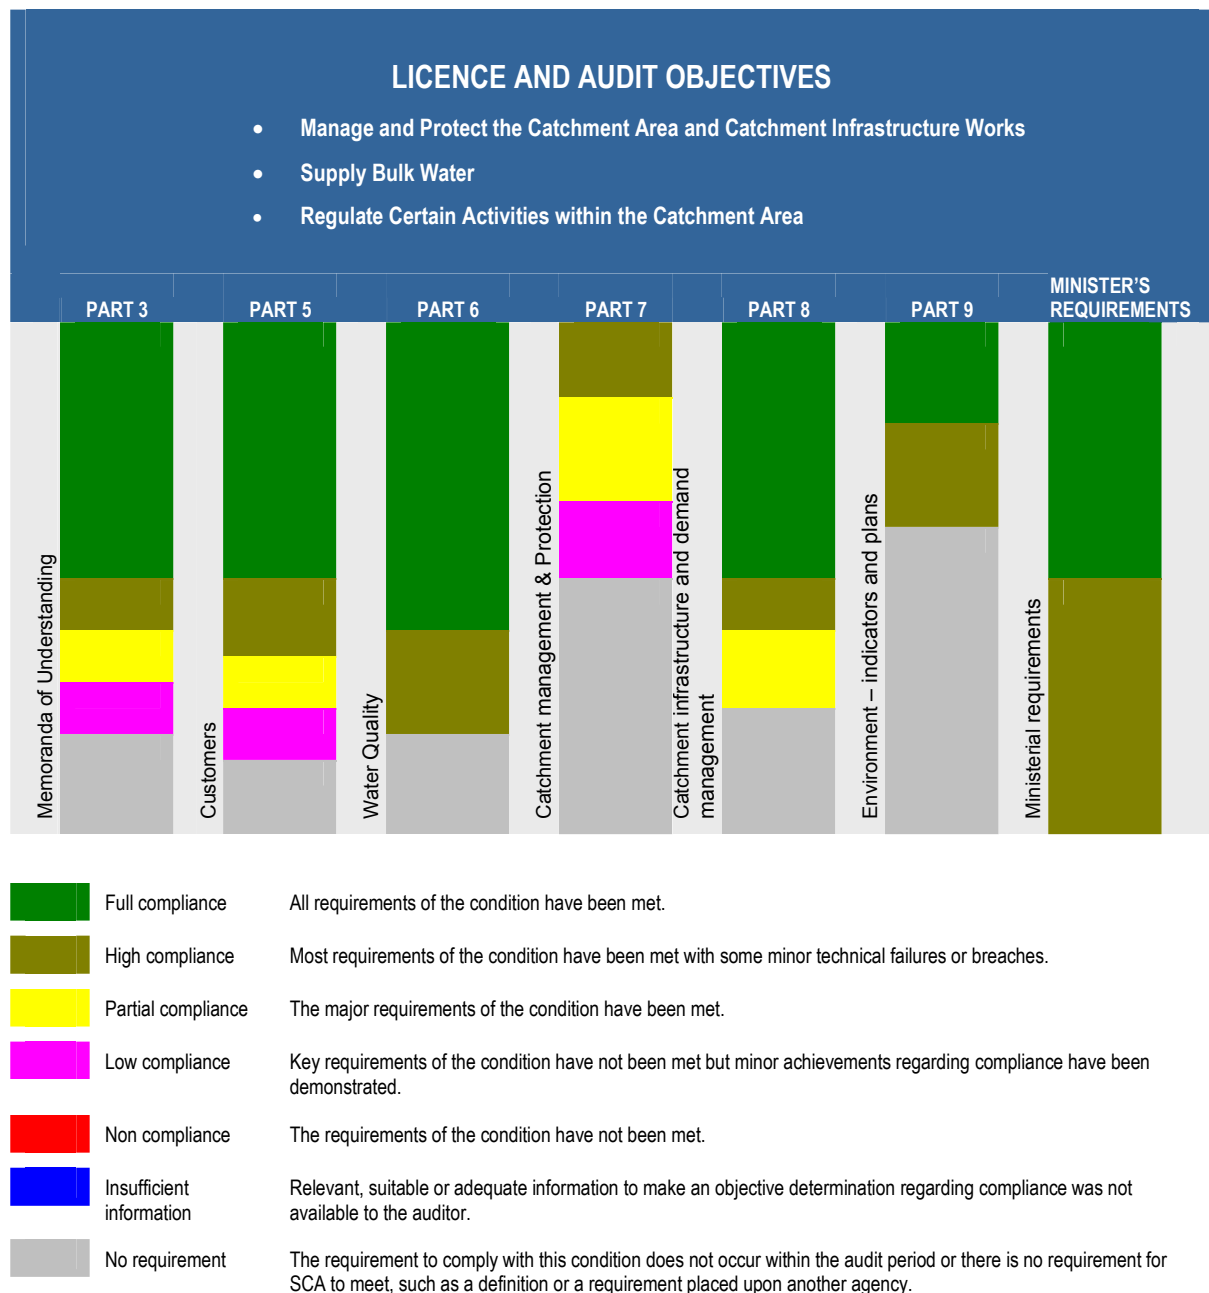 LICENCE AND AUDIT OBJECTIVES
• Manage and Protect the Catchment Area and Catchment Infrastructure Works
• Supply Bulk Water
• Regulate Certain Activities within the Catchment Area
PART 3
PART 5
PART 6
PART 7
PART 8
PART 9
MINISTER'S
REQUIREMENTS
Memoranda of Understanding
Customers
Water Quality
Catchment management & Protection
Catchment infrastructure and demand
management
Environment – indicators and plans
Ministerial requirements
Full compliance All requirements of the condition have been met.
High compliance Most requirements of the condition have been met with some minor technical failures or breaches.
Partial compliance The major requirements of the condition have been met.
Low compliance Key requirements of the condition have not been met but minor achievements regarding compliance have been
demonstrated.
Non compliance The requirements of the condition have not been met.
Insufficient Relevant, suitable or adequate information to make an objective determination regarding compliance was not
information available to the auditor.
No requirement The requirement to comply with this condition does not occur within the audit period or there is no requirement for
SCA to meet, such as a definition or a requirement placed upon another agency.